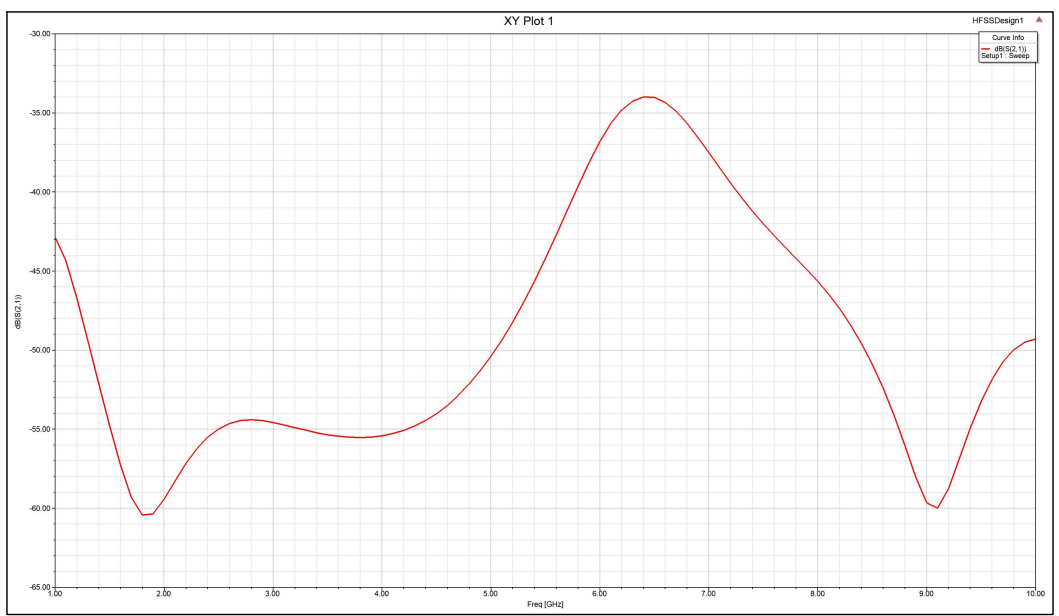 XY Plot 1
HFSSDesign1
Curve Info
dB(S(2,1))
Setup1 : Sweep
-30.00
-35.00
-40.00
-45.00
-50.00
-55.00
-60.00
-65.00
dB(S(2,1))
1.00
2.00
3.00
4.00
5.00
6.00
7.00
8.00
9.00
10.00
Freq [GHz]